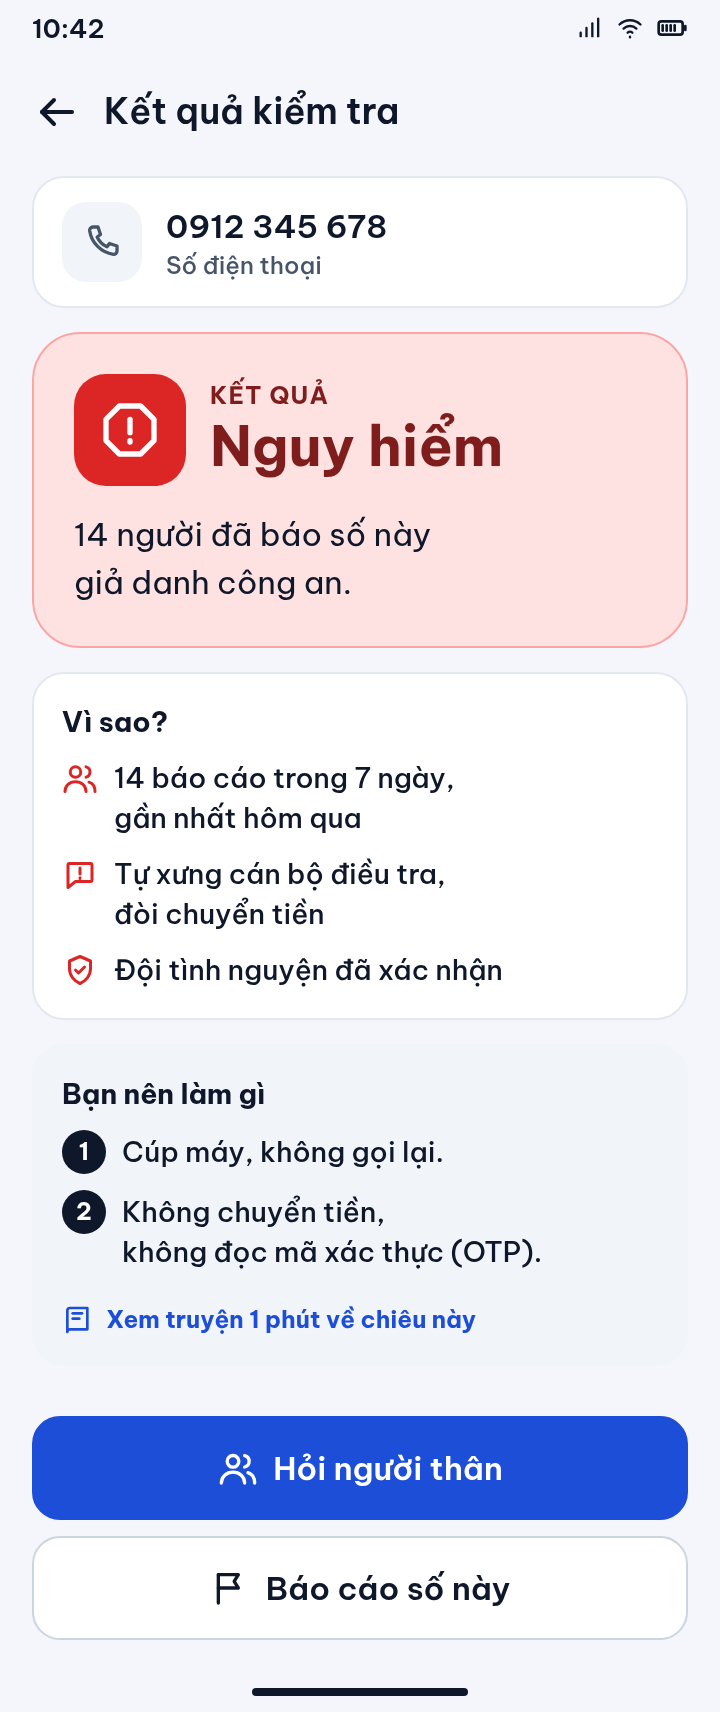 10:42
Kết quả kiểm tra
0912 345 678
Số điện thoại
KẾT QUẢ
Nguy hiểm
14 người đã báo số này
giả danh công an.
Vì sao?
14 báo cáo trong 7 ngày,
gần nhất hôm qua
Tự xưng cán bộ điều tra,
đòi chuyển tiền
Đội tình nguyện đã xác nhận
Bạn nên làm gì
1 Cúp máy, không gọi lại.
2 Không chuyển tiền,
không đọc mã xác thực (OTP).
Xem truyện 1 phút về chiêu này
Hỏi người thân
Báo cáo số này